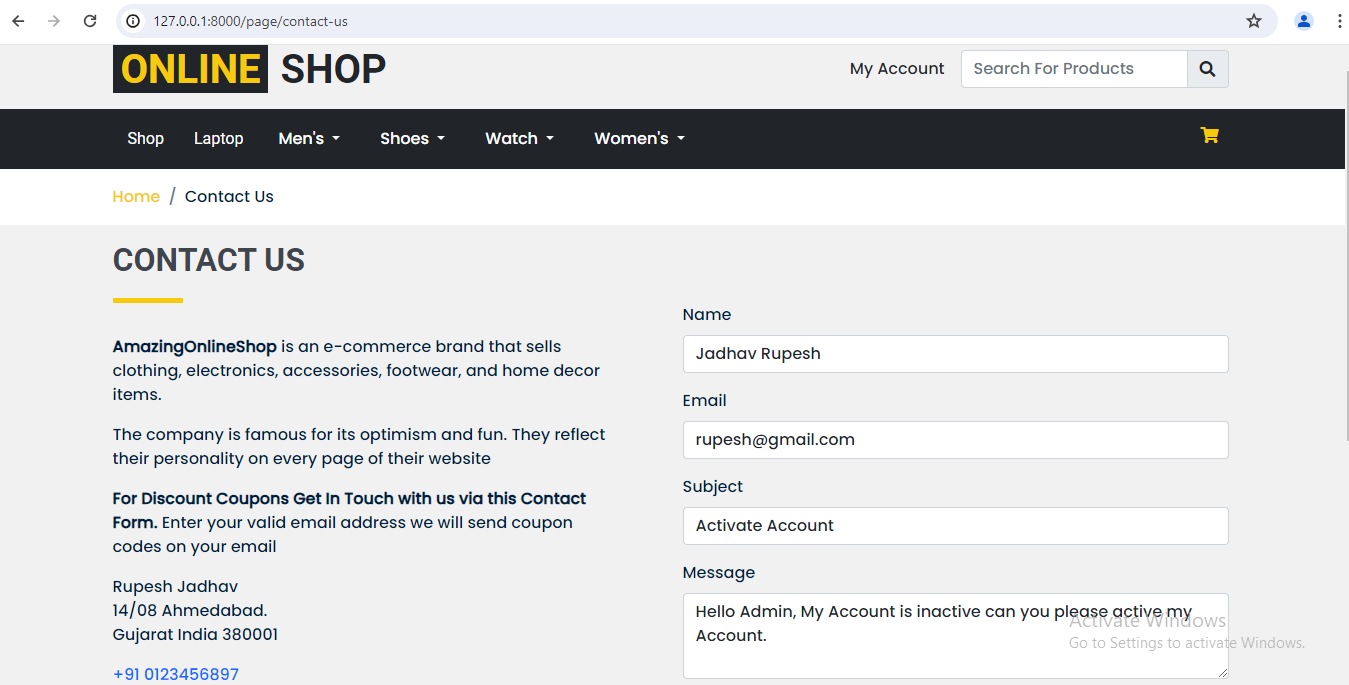 127.0.0.1:8000/page/contact-us
ONLINE SHOP
My Account
Search For Products
Shop Laptop Men's Shoes Watch Women's
Home / Contact Us
CONTACT US
AmazingOnlineShop is an e-commerce brand that sells
clothing, electronics, accessories, footwear, and home decor
items.
The company is famous for its optimism and fun. They reflect
their personality on every page of their website
For Discount Coupons Get In Touch with us via this Contact
Form. Enter your valid email address we will send coupon
codes on your email
Rupesh Jadhav
14/08 Ahmedabad.
Gujarat India 380001
+91 0123456897
Name
Jadhav Rupesh
Email
rupesh@gmail.com
Subject
Activate Account
Message
Hello Admin, My Account is inactive can you please active my
Account.
Activate Windows
Go to Settings to activate Windows.